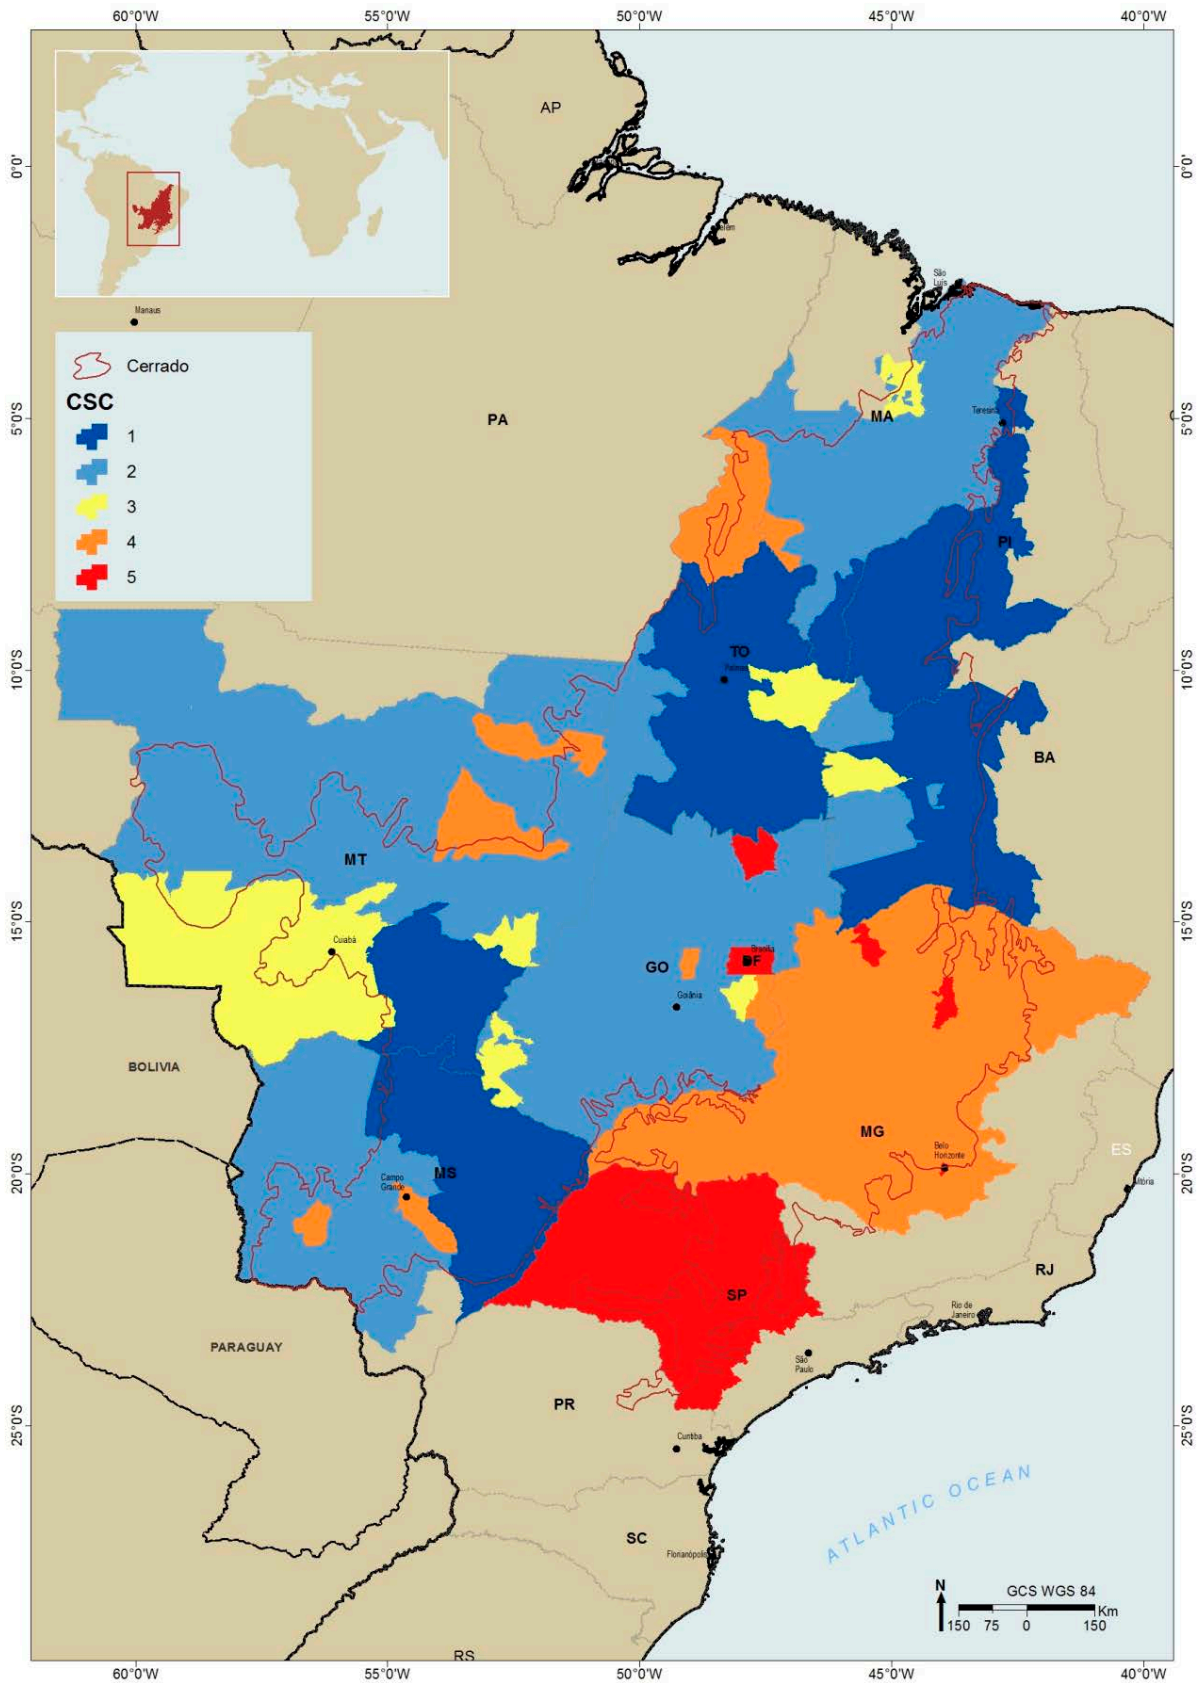 60°0'W 55°0'W 50°0'W 45°0'W 40°0'W
AP
0°0' 0°0'
São
Luís
Manaus
Cerrado
CSC
1
2
3
4
5
5°0'S PA MA Teresina 5°0'S
PI
TO
10°0'S Palmas 10°0'S
BA
MT
15°0'S 15°0'S
Cuiabá
Brasília
GO DF
Goiânia
BOLIVIA
MG
Belo
Horizonte
ES
20°0'S MS 20°0'S
Campo
Grande
Vitória
RJ
SP
Rio de
Janeiro
PARAGUAY
São
Paulo
PR
25°0'S 25°0'S
Curitiba
ATLANTIC OCEAN
SC
Florianópolis
N
GCS WGS 84
Km
150 75 0 150
RS
60°0'W 55°0'W 50°0'W 45°0'W 40°0'W